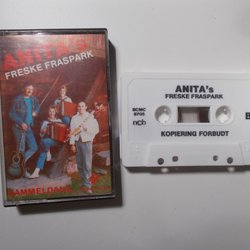 ANITA's
FRESKE FRASPARK
GAMMELDANS
ANITA's
FRESKE FRASPARK
BCMC
8705
ncb
B
KOPIERING FORBUDT